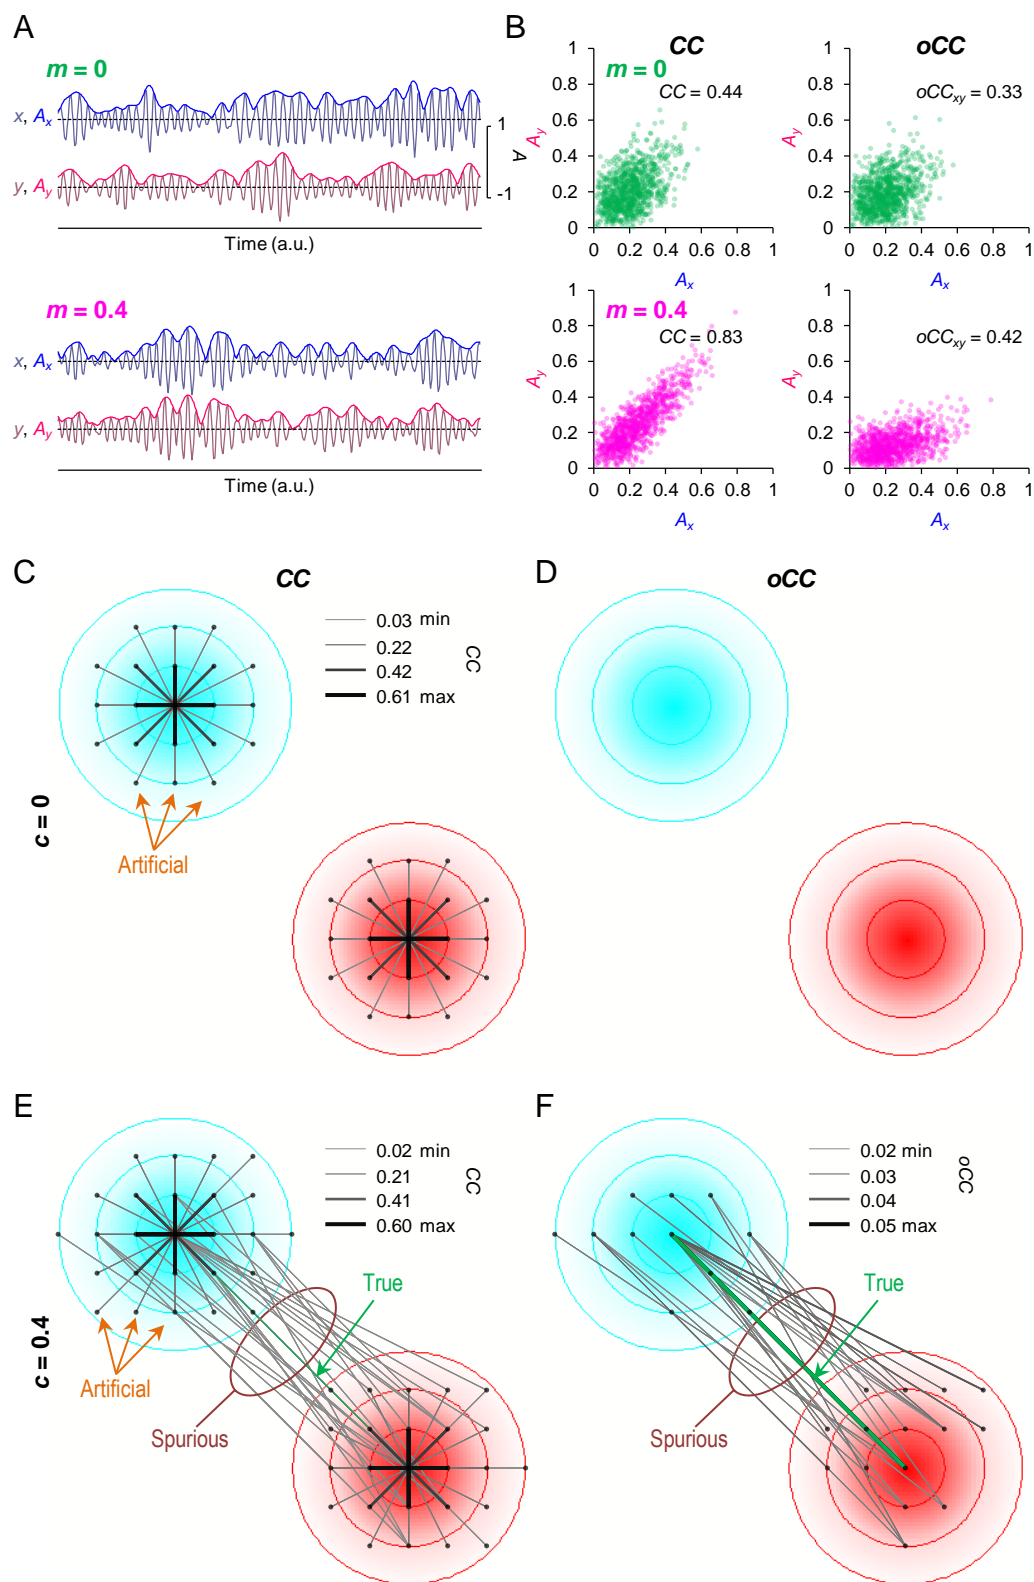 A
m = 0
x, Ax
y, Ay
1
A
-1
Time (a.u.)
m = 0.4
x, Ax
y, Ay
Time (a.u.)
B
CC
oCC
m = 0
CC = 0.44
Ay
1
0.8
0.6
0.4
0.2
0
0 0.2 0.4 0.6 0.8 1
Ax
oCCxy = 0.33
Ay
1
0.8
0.6
0.4
0.2
0
0 0.2 0.4 0.6 0.8 1
Ax
m = 0.4
CC = 0.83
Ay
1
0.8
0.6
0.4
0.2
0
0 0.2 0.4 0.6 0.8 1
Ax
oCCxy = 0.42
Ay
1
0.8
0.6
0.4
0.2
0
0 0.2 0.4 0.6 0.8 1
Ax
C
CC
0.03 min
0.22
0.42
0.61 max
CC
c = 0
Artificial
D
oCC
E
0.02 min
0.21
0.41
0.60 max
CC
c = 0.4
True
Artificial
Spurious
F
0.02 min
0.03
0.04
0.05 max
oCC
True
Spurious